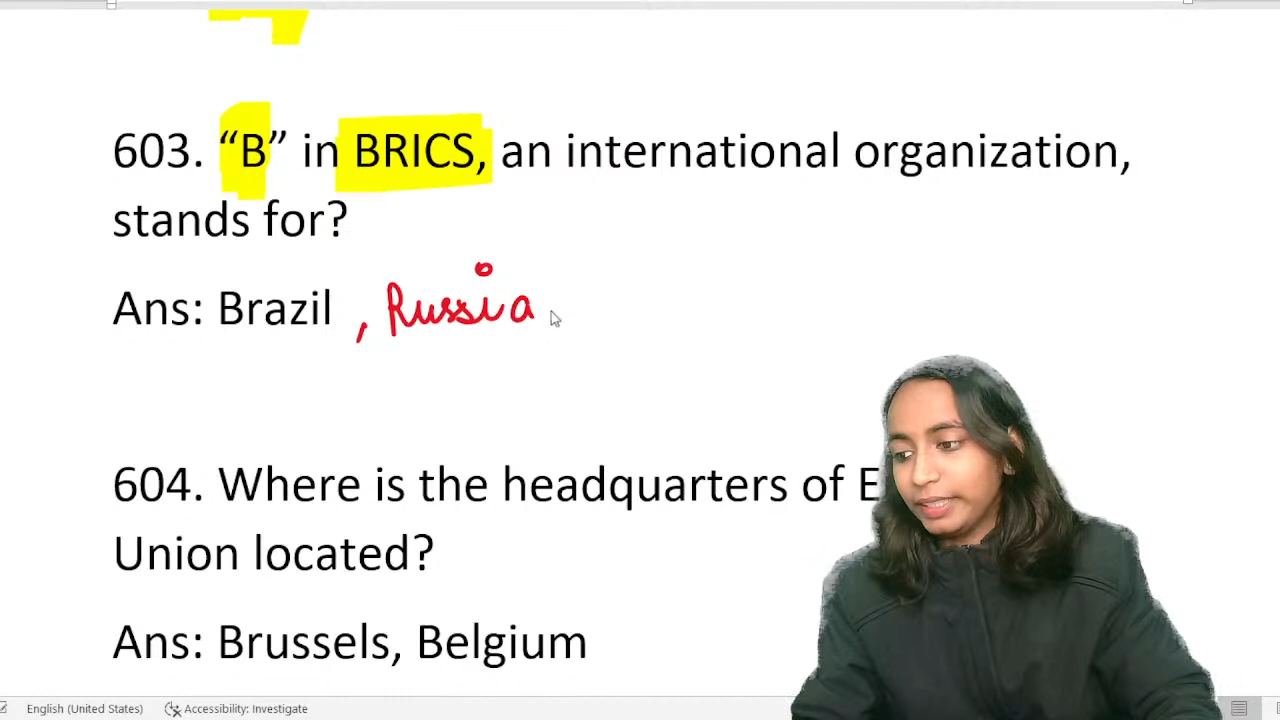 603. “B” in BRICS, an international organization,
stands for?
Ans: Brazil , Russia
604. Where is the headquarters of E
Union located?
Ans: Brussels, Belgium
English (United States) Accessibility: Investigate